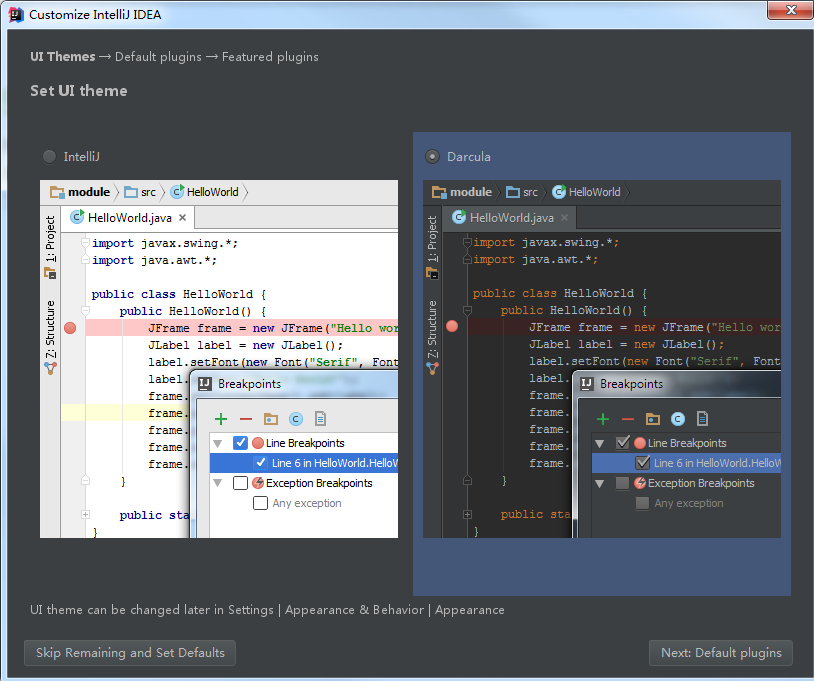 Customize IntelliJ IDEA
UI Themes → Default plugins → Featured plugins
Set UI theme
IntelliJ
module src HelloWorld
HelloWorld.java
1: Project
Z: Structure
import javax.swing.*;
import java.awt.*;
public class HelloWorld {
public HelloWorld() {
JFrame frame = new JFrame("Hello wor
JLabel label = new JLabel();
label.setFont(new Font("Serif", Font
label.
frame.
frame.
frame.
frame.
frame.
}
public sta
}
Breakpoints
Line Breakpoints
Line 6 in HelloWorld.HelloW
Exception Breakpoints
Any exception
Darcula
module src HelloWorld
HelloWorld.java
1: Project
Z: Structure
import javax.swing.*;
import java.awt.*;
public class HelloWorld {
public HelloWorld() {
JFrame frame = new JFrame("Hello wor
JLabel label = new JLabel();
label.setFont(new Font("Serif", Font
label.
frame.
frame.
frame.
frame.
frame.
}
public sta
}
Breakpoints
Line Breakpoints
Line 6 in HelloWorld.HelloW
Exception Breakpoints
Any exception
UI theme can be changed later in Settings | Appearance & Behavior | Appearance
Skip Remaining and Set Defaults
Next: Default plugins